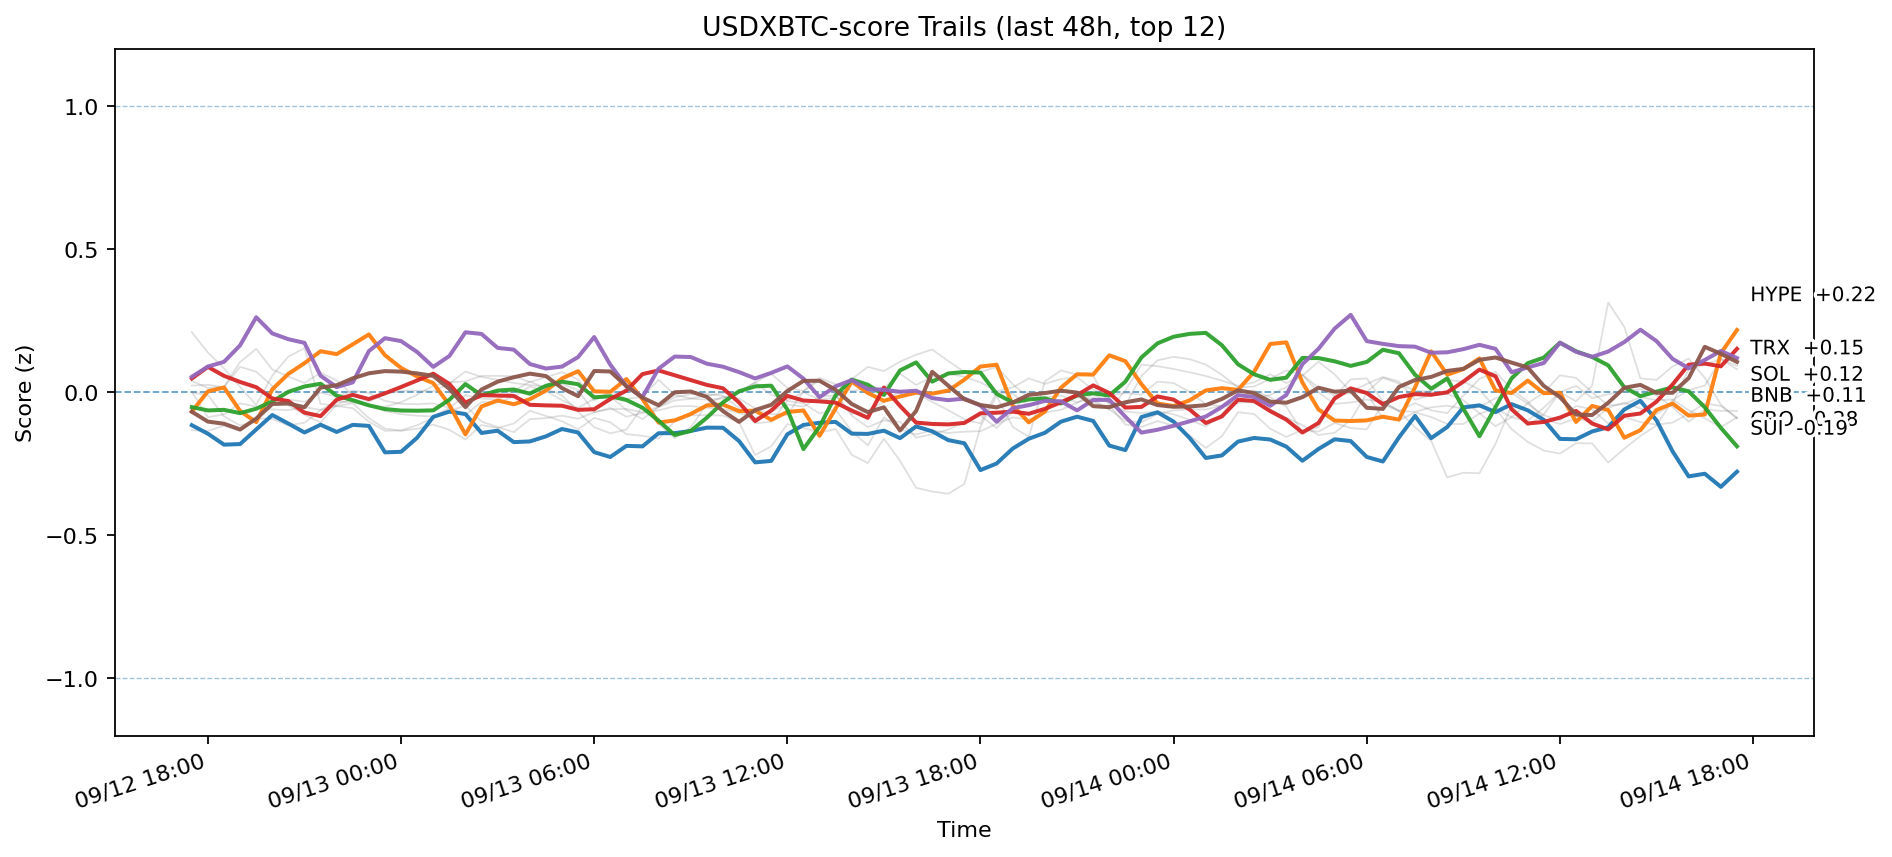 USDXBTC-score Trails (last 48h, top 12)
1.0
0.5
0.0
−0.5
−1.0
Score (z)
HYPE +0.22
TRX +0.15
SOL +0.12
BNB +0.11
CRO -0.28
SUI -0.19
09/12 18:00
09/13 00:00
09/13 06:00
09/13 12:00
09/13 18:00
09/14 00:00
09/14 06:00
09/14 12:00
09/14 18:00
Time